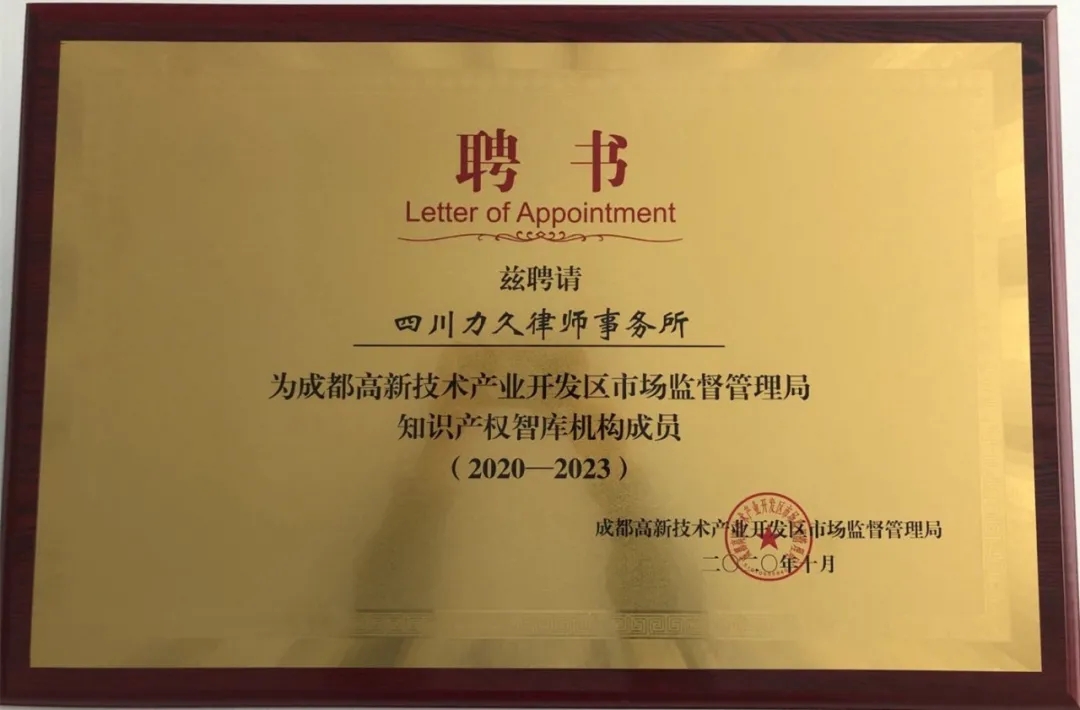 聘书
Letter of Appointment
兹聘请
四川力久律师事务所
为成都高新技术产业开发区市场监督管理局
知识产权智库机构成员
（2020—2023）
成都高新技术产业开发区市场监督管理局
二〇二〇年十月